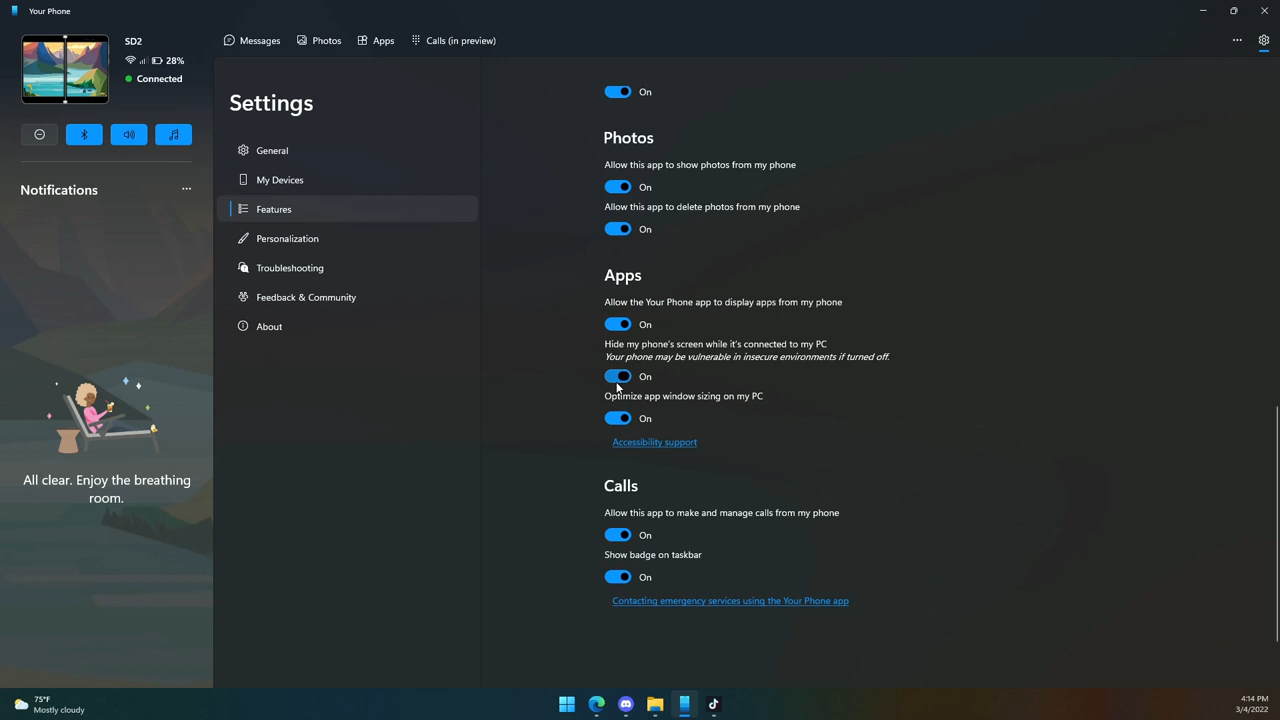 Your Phone
SD2
28%
Connected
Messages
Photos
Apps
Calls (in preview)
Notifications
All clear. Enjoy the breathing
room.
Settings
General
My Devices
Features
Personalization
Troubleshooting
Feedback & Community
About
On
Photos
Allow this app to show photos from my phone
On
Allow this app to delete photos from my phone
On
Apps
Allow the Your Phone app to display apps from my phone
On
Hide my phone's screen while it's connected to my PC
Your phone may be vulnerable in insecure environments if turned off.
On
Optimize app window sizing on my PC
On
Accessibility support
Calls
Allow this app to make and manage calls from my phone
On
Show badge on taskbar
On
Contacting emergency services using the Your Phone app
75°F
Mostly cloudy
4:14 PM
3/4/2022